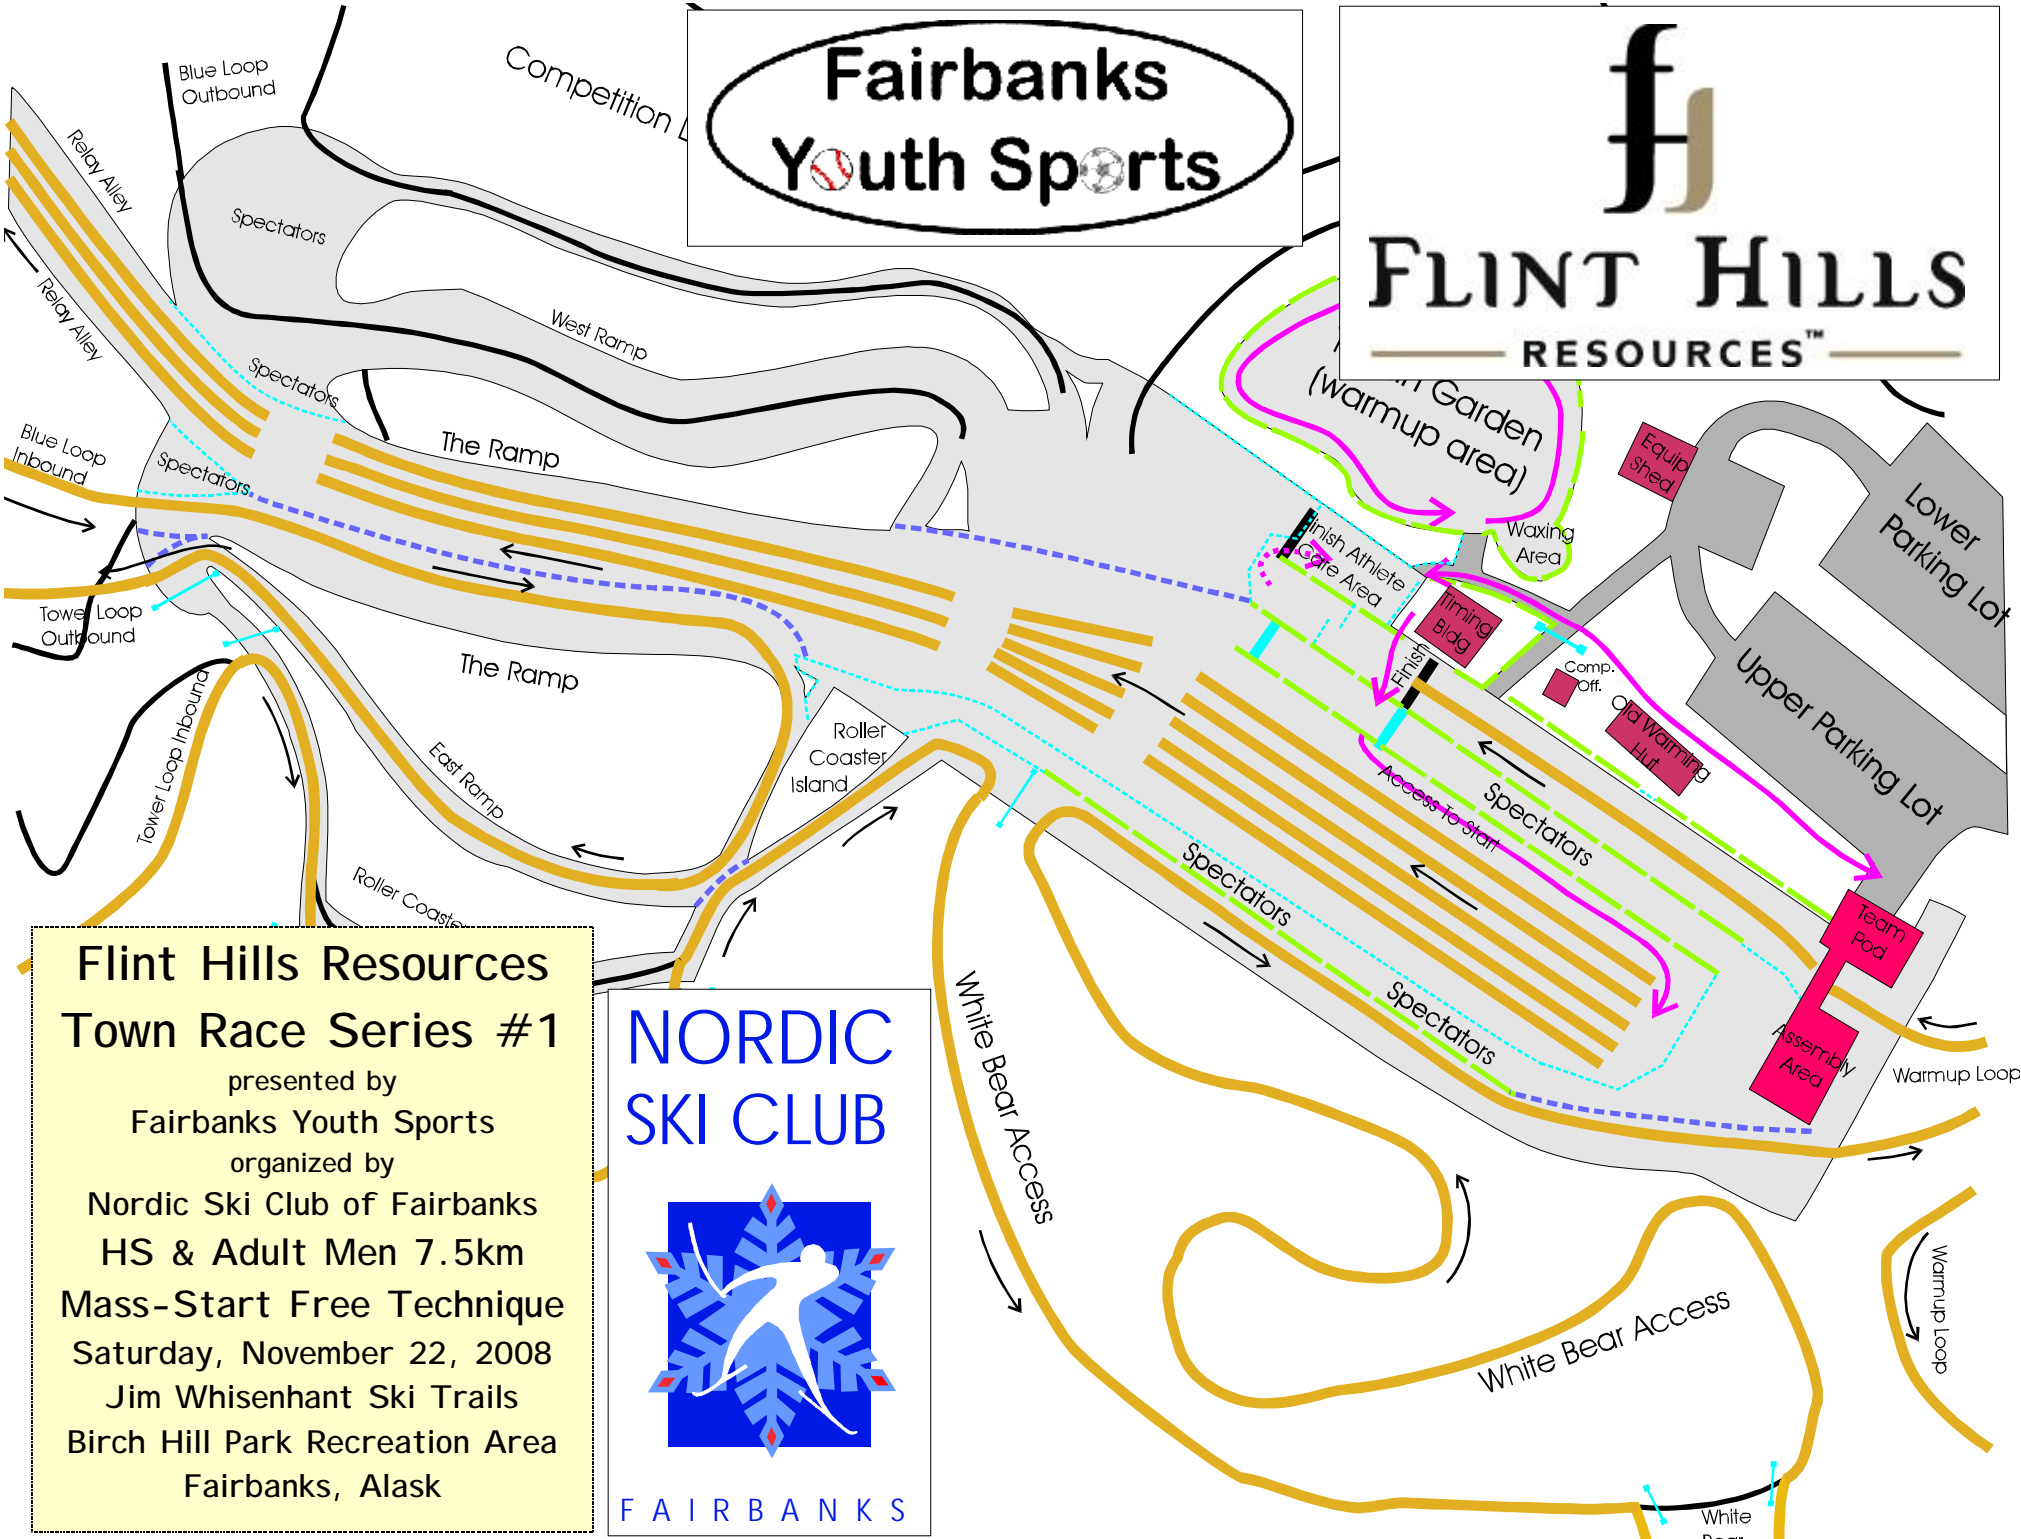 Blue Loop
Outbound
Competition
Fairbanks
Youth Sports
FLINT HILLS
RESOURCES™
Relay Alley
Spectators
Relay Alley
West Ramp
Spectators
The Ramp
Blue Loop
Inbound
Spectators
Garden
(warmup area)
Equip
Shed
Lower
Parking Lot
Waxing
Area
Finish Athlete
Care Area
Timing
Bldg
Finish
Comp.
Off.
Old Warming
Hut
Upper Parking Lot
Tower Loop
Outbound
The Ramp
Tower Loop Inbound
East Ramp
Roller
Coaster
Island
Access To Start
Spectators
Spectators
Spectators
Roller Coaster
Team
Pod
Assembly
Area
Warmup Loop
White Bear Access
White Bear Access
Warmup Loop
White
Bear
Flint Hills Resources
Town Race Series #1
presented by
Fairbanks Youth Sports
organized by
Nordic Ski Club of Fairbanks
HS & Adult Men 7.5km
Mass-Start Free Technique
Saturday, November 22, 2008
Jim Whisenhant Ski Trails
Birch Hill Park Recreation Area
Fairbanks, Alask
NORDIC
SKI CLUB
FAIRBANKS